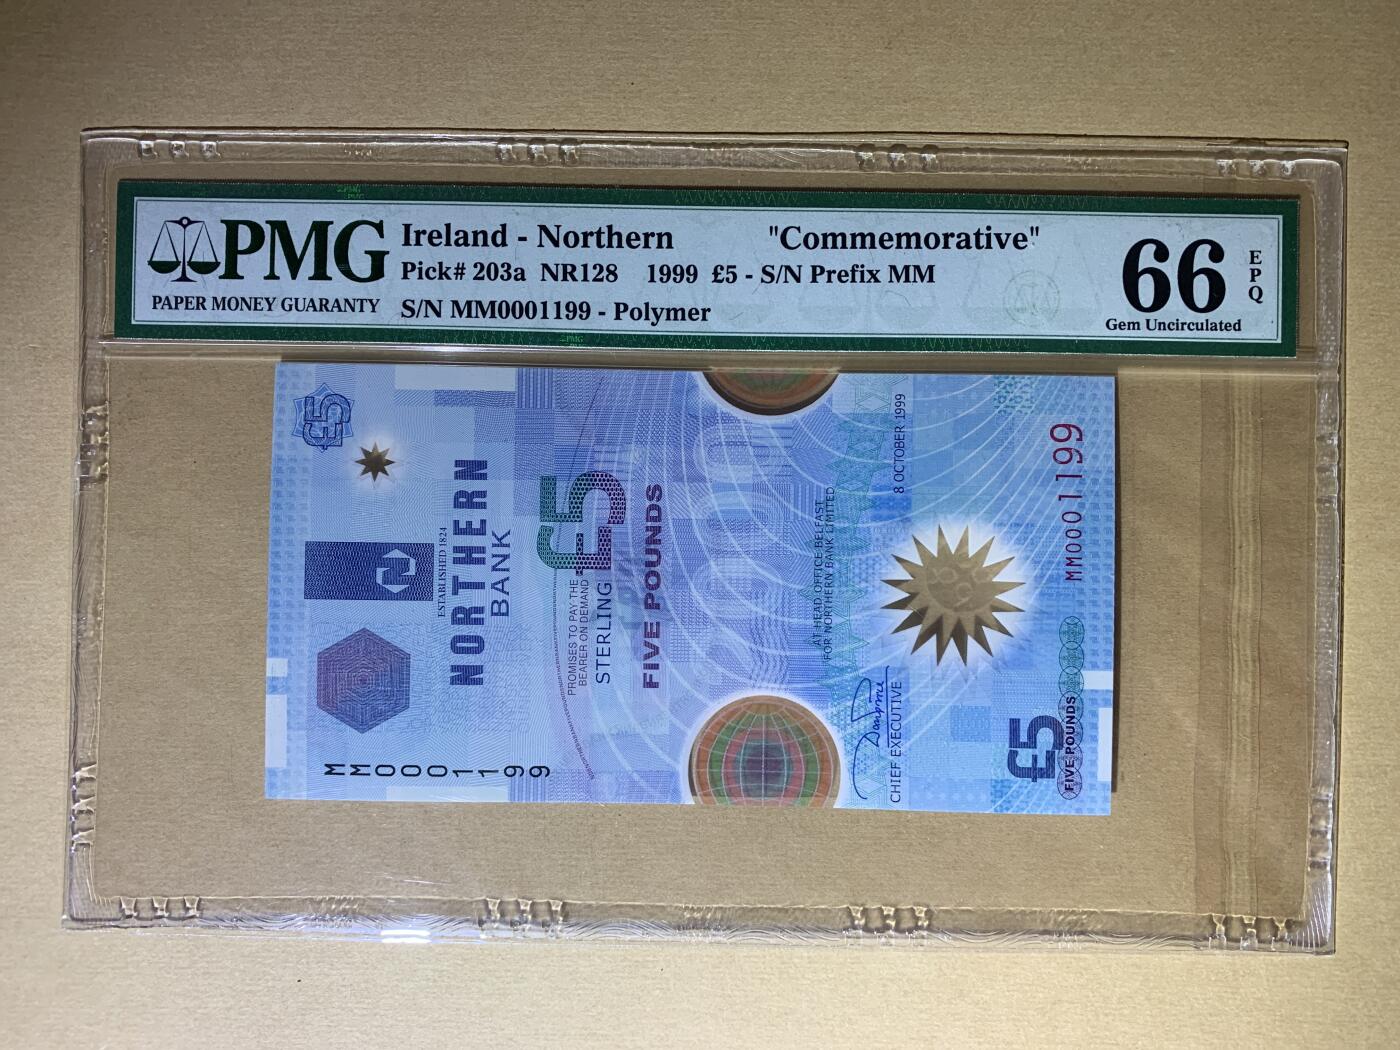 PMG
PAPER MONEY GUARANTY
Ireland - Northern "Commemorative"
Pick# 203a NR128 1999 £5 - S/N Prefix MM
S/N MM0001199 - Polymer
66
EPQ
Gem Uncirculated
£5
ESTABLISHED 1824
NORTHERN
BANK
MM0001199
£5
PROMISES TO PAY THE
BEARER ON DEMAND
STERLING
FIVE POUNDS
AT HEAD OFFICE BELFAST
FOR NORTHERN BANK LIMITED
8 OCTOBER 1999
CHIEF EXECUTIVE
MM0001199
£5
FIVE POUNDS